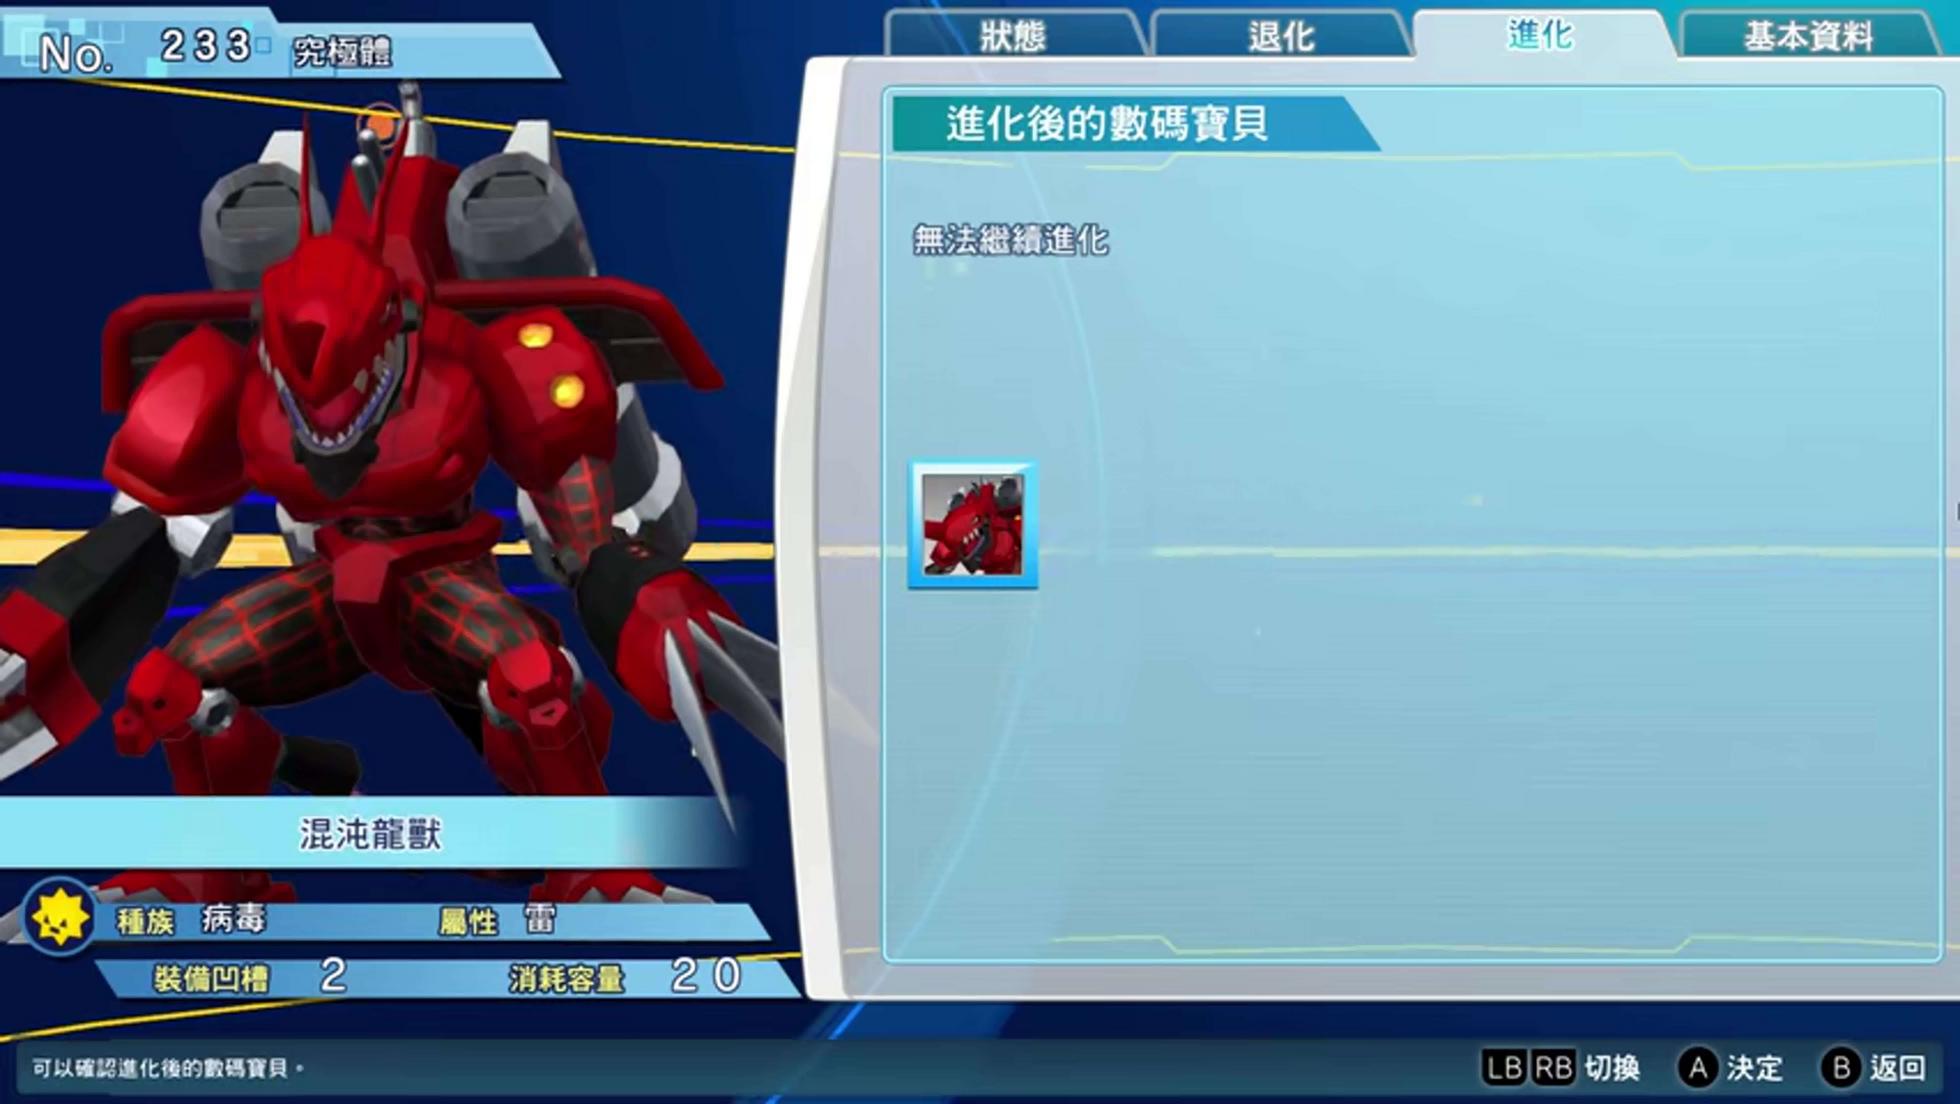 No. 233 究極體
狀態 退化 進化 基本資料
進化後的數碼寶貝
無法繼續進化
混沌龍獸
種族 病毒 屬性 雷
裝備凹槽 2 消耗容量 20
可以確認進化後的數碼寶貝。
LB RB 切換 A 決定 B 返回